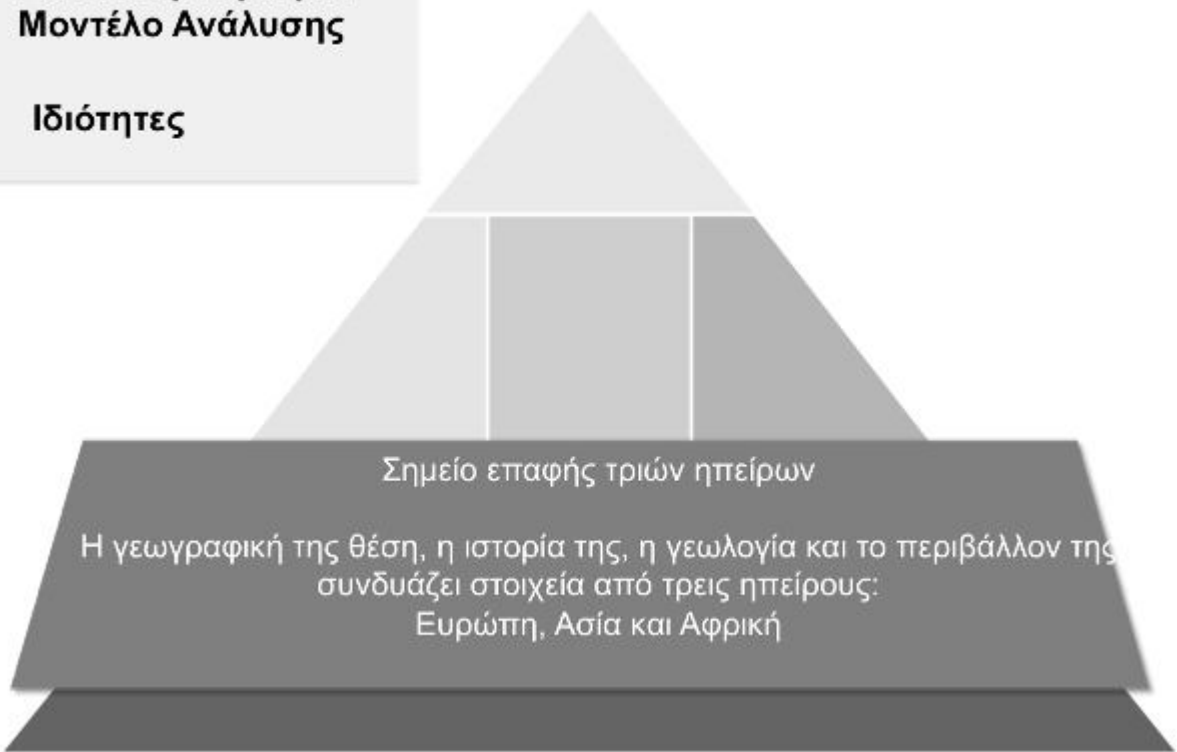 Μοντέλο Ανάλυσης
Ιδιότητες
Σημείο επαφής τριών ηπείρων
Η γεωγραφική της θέση, η ιστορία της, η γεωλογία και το περιβάλλον της
συνδυάζει στοιχεία από τρεις ηπείρους:
Ευρώπη, Ασία και Αφρική